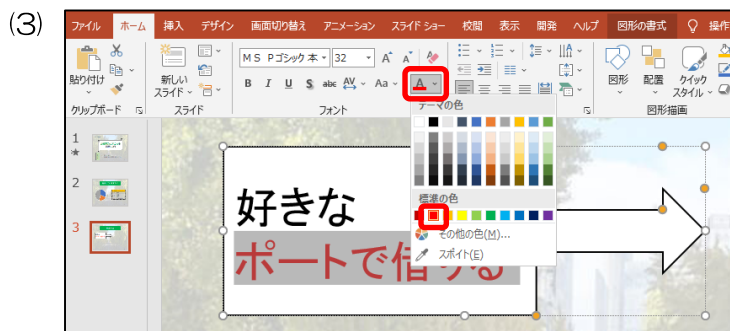 (3)
ファイル ホーム 挿入 デザイン 画面切り替え アニメーション スライド ショー 校閲 表示 開発 ヘルプ 図形の書式 操作
貼り付け
新しい
スライド
ＭＳ Ｐゴシック 本 32 A A
B I U S abc AV Aa A
図形 配置 クイック
スタイル
クリップボード スライド フォント 図形描画
テーマの色
標準の色
その他の色(M)...
スポイト(E)
1
2
3
好きな
ポートで借りる